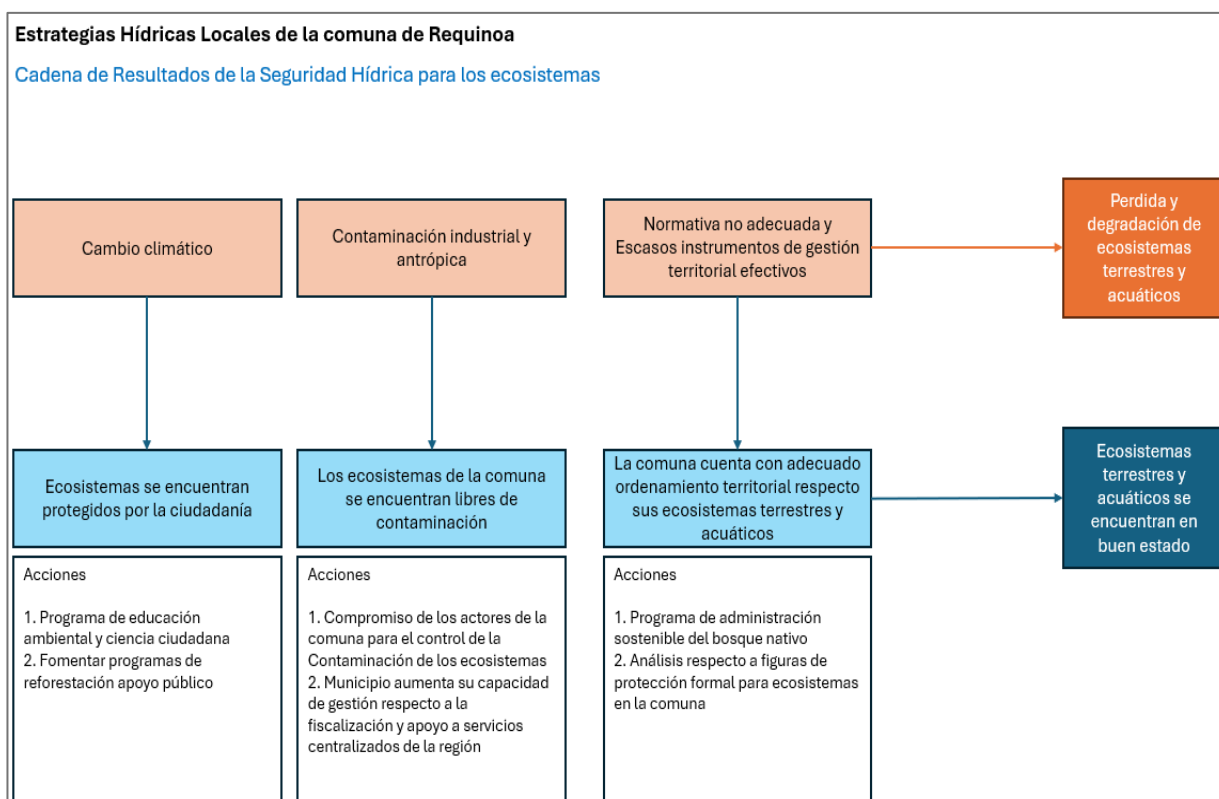 Estrategias Hídricas Locales de la comuna de Requinoa
Cadena de Resultados de la Seguridad Hídrica para los ecosistemas
Cambio climático
Contaminación industrial y
antrópica
Normativa no adecuada y
Escasos instrumentos de gestión
territorial efectivos
Perdida y
degradación de
ecosistemas
terrestres y
acuáticos
Ecosistemas se encuentran
protegidos por la ciudadanía
Los ecosistemas de la comuna
se encuentran libres de
contaminación
La comuna cuenta con adecuado
ordenamiento territorial respecto
sus ecosistemas terrestres y
acuáticos
Ecosistemas
terrestres y
acuáticos se
encuentran en
buen estado
Acciones
1. Programa de educación
ambiental y ciencia ciudadana
2. Fomentar programas de
reforestación apoyo público
Acciones
1. Compromiso de los actores de la
comuna para el control de la
Contaminación de los ecosistemas
2. Municipio aumenta su capacidad
de gestión respecto a la
fiscalización y apoyo a servicios
centralizados de la región
Acciones
1. Programa de administración
sostenible del bosque nativo
2. Análisis respecto a figuras de
protección formal para ecosistemas
en la comuna